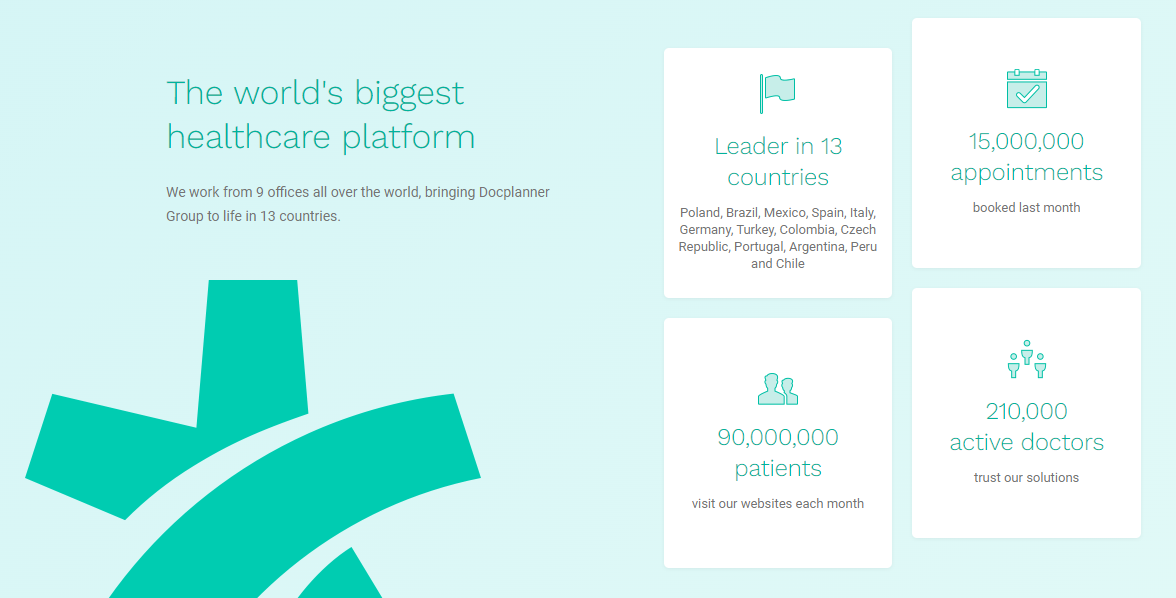 The world's biggest
healthcare platform
We work from 9 offices all over the world, bringing Docplanner
Group to life in 13 countries.
Leader in 13
countries
Poland, Brazil, Mexico, Spain, Italy,
Germany, Turkey, Colombia, Czech
Republic, Portugal, Argentina, Peru
and Chile
15,000,000
appointments
booked last month
90,000,000
patients
visit our websites each month
210,000
active doctors
trust our solutions